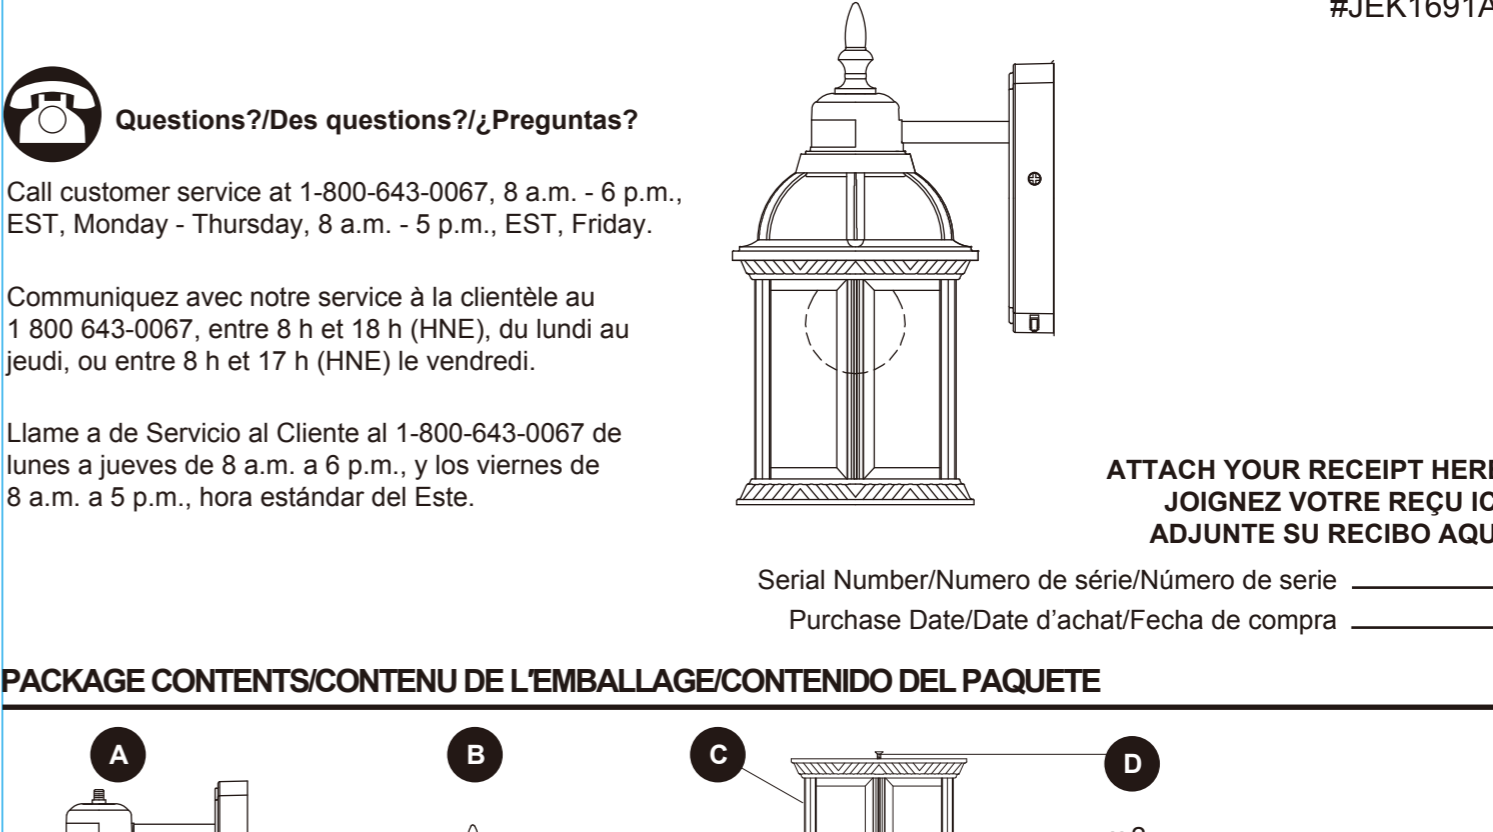 #JEK1691A
Questions?/Des questions?/¿Preguntas?
Call customer service at 1-800-643-0067, 8 a.m. - 6 p.m.,
EST, Monday - Thursday, 8 a.m. - 5 p.m., EST, Friday.
Communiquez avec notre service à la clientèle au
1 800 643-0067, entre 8 h et 18 h (HNE), du lundi au
jeudi, ou entre 8 h et 17 h (HNE) le vendredi.
Llame a de Servicio al Cliente al 1-800-643-0067 de
lunes a jueves de 8 a.m. a 6 p.m., y los viernes de
8 a.m. a 5 p.m., hora estándar del Este.
ATTACH YOUR RECEIPT HERE
JOIGNEZ VOTRE REÇU IC
ADJUNTE SU RECIBO AQU
Serial Number/Numero de série/Número de serie
Purchase Date/Date d’achat/Fecha de compra
PACKAGE CONTENTS/CONTENU DE L'EMBALLAGE/CONTENIDO DEL PAQUETE
A
B
C
D